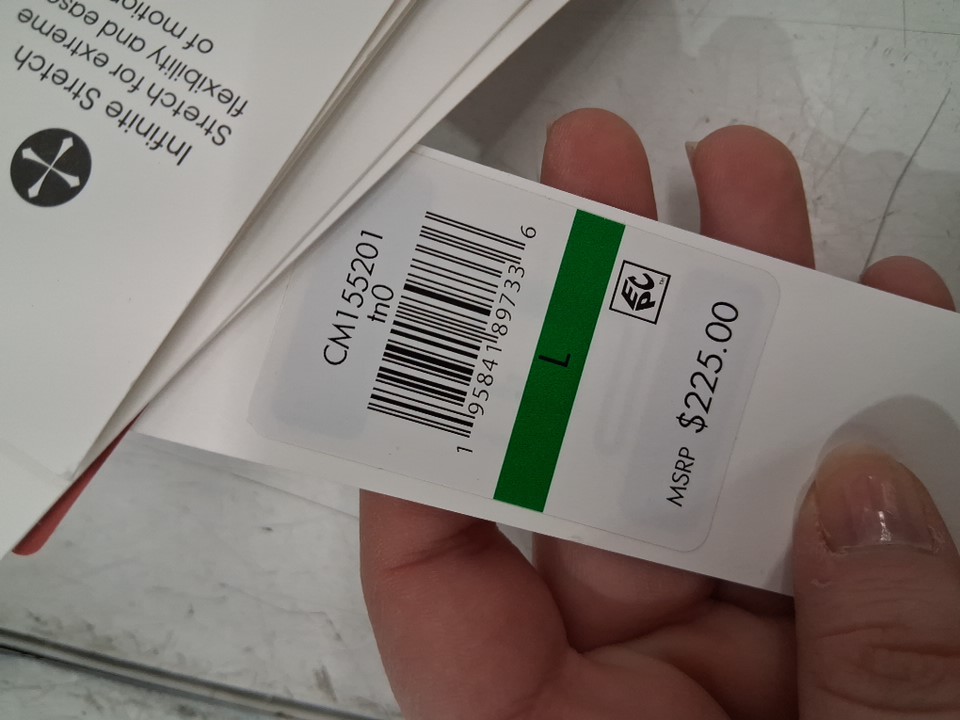 Infinite Stretch
Stretch for extreme
flexibility and ease
of motion
CM155201
tn0
1 95841 89733 6
L
EPC
MSRP $225.00